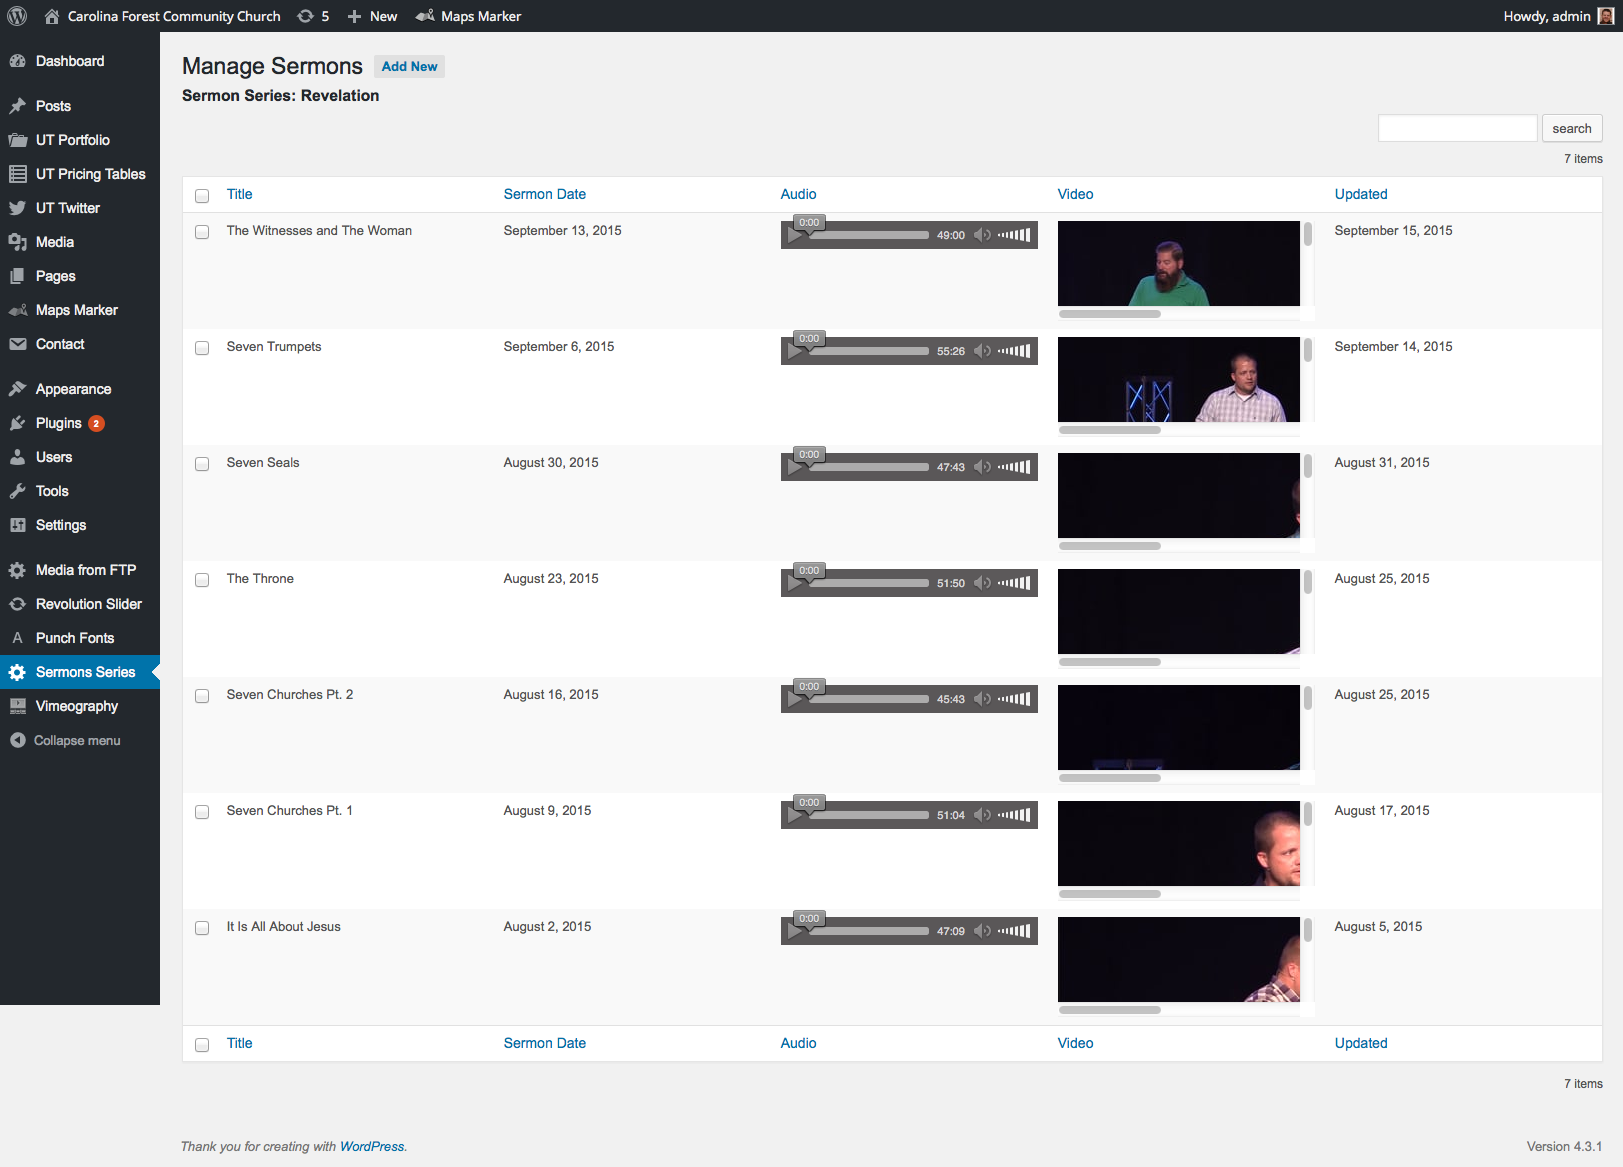 Carolina Forest Community Church 5 New Maps Marker Howdy, admin
Dashboard
Posts
UT Portfolio
UT Pricing Tables
UT Twitter
Media
Pages
Maps Marker
Contact
Appearance
Plugins 2
Users
Tools
Settings
Media from FTP
Revolution Slider
A Punch Fonts
Sermons Series
Vimeography
Collapse menu
Manage Sermons Add New
Sermon Series: Revelation
search
7 items
Title Sermon Date Audio Video Updated
The Witnesses and The Woman September 13, 2015 0:00 49:00 September 15, 2015
Seven Trumpets September 6, 2015 0:00 55:26 September 14, 2015
Seven Seals August 30, 2015 0:00 47:43 August 31, 2015
The Throne August 23, 2015 0:00 51:50 August 25, 2015
Seven Churches Pt. 2 August 16, 2015 0:00 45:43 August 25, 2015
Seven Churches Pt. 1 August 9, 2015 0:00 51:04 August 17, 2015
It Is All About Jesus August 2, 2015 0:00 47:09 August 5, 2015
Title Sermon Date Audio Video Updated
7 items
Thank you for creating with WordPress. Version 4.3.1